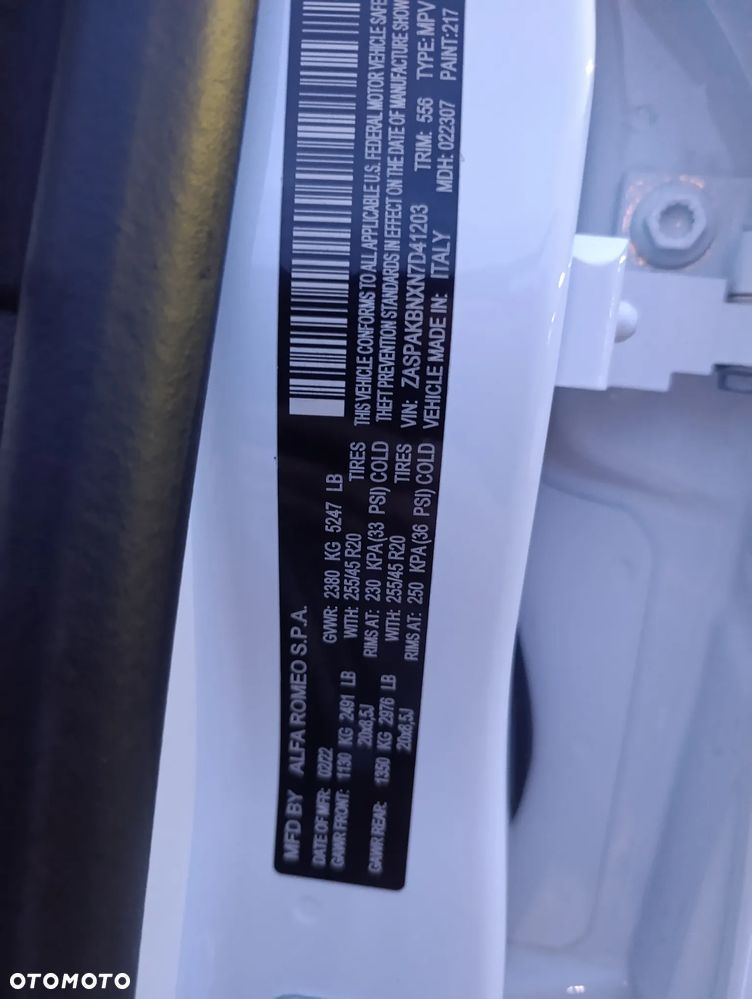 MFD BY ALFA ROMEO S.P.A.
DATE OF MFR: 02/22 GVWR: 2380 KG 5247 LB
GAWR FRONT: 1130 KG 2491 LB WITH: 255/45 R20 TIRES
20x8,5J RIMS AT: 230 KPA (33 PSI) COLD
GAWR REAR: 1350 KG 2976 LB WITH: 255/45 R20 TIRES
20x8,5J RIMS AT: 250 KPA (36 PSI) COLD
THIS VEHICLE CONFORMS TO ALL APPLICABLE U.S. FEDERAL MOTOR VEHICLE SAFE
THEFT PREVENTION STANDARDS IN EFFECT ON THE DATE OF MANUFACTURE SHOW
VIN: ZASPAKBNXN7D41203 TRIM: 556 TYPE: MPV
VEHICLE MADE IN: ITALY MDH: 022307 PAINT: 217
OTOMOTO